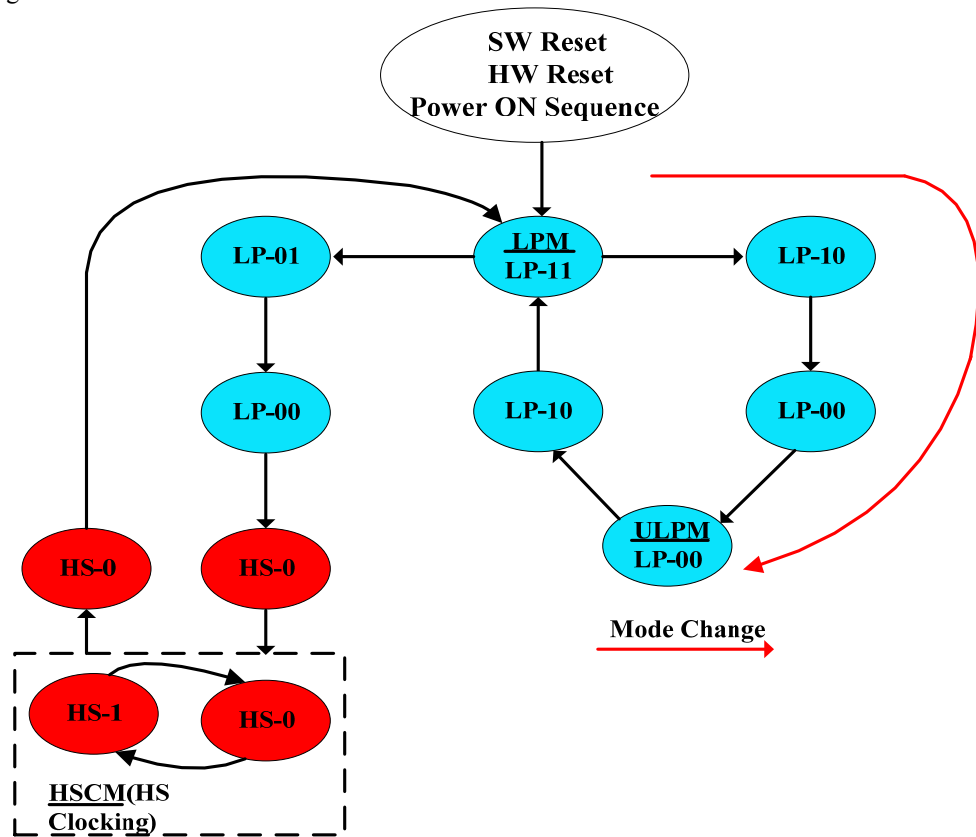 SW Reset
HW Reset
Power ON Sequence
LP-01
LPM
LP-11
LP-10
LP-00
LP-10
LP-00
ULPM
LP-00
HS-0
HS-0
Mode Change
HS-1
HS-0
HSCM(HS
Clocking)